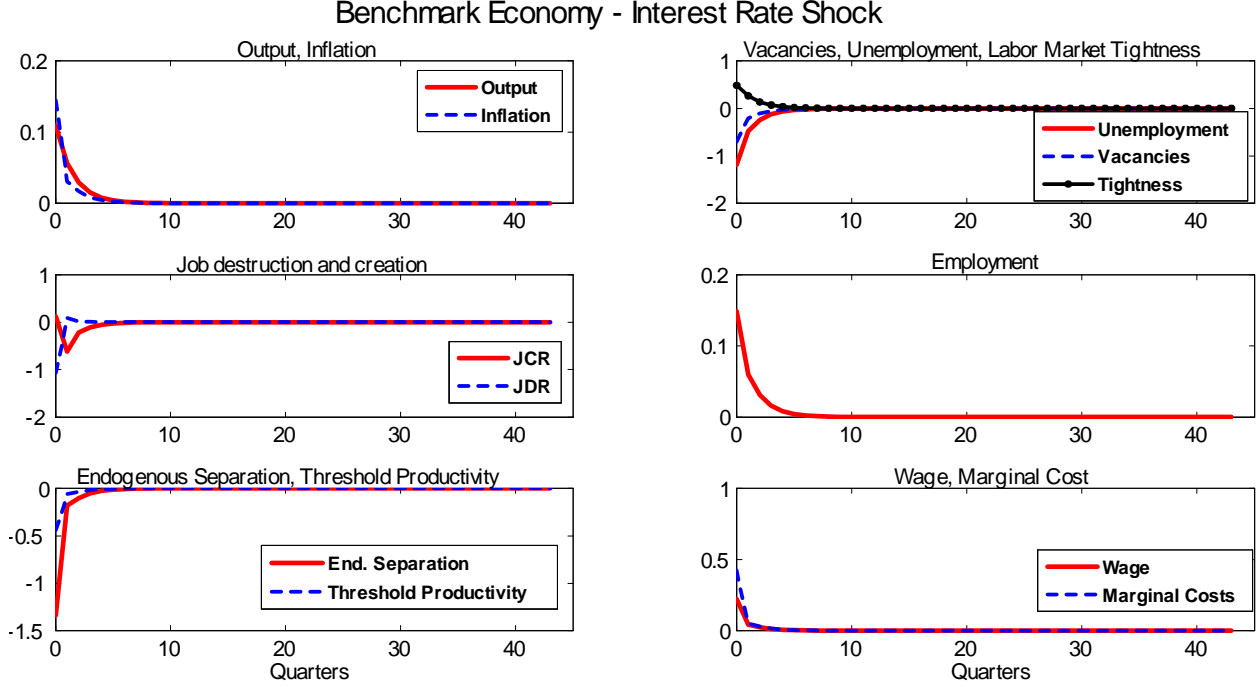 Benchmark Economy - Interest Rate Shock
Output, Inflation
0.2
0.1
0
0 10 20 30 40
Output
Inflation
Vacancies, Unemployment, Labor Market Tightness
1
0
-1
-2
0 10 20 30 40
Unemployment
Vacancies
Tightness
Job destruction and creation
1
0
-1
-2
0 10 20 30 40
JCR
JDR
Employment
0.2
0.1
0
0 10 20 30 40
Endogenous Separation, Threshold Productivity
0
-0.5
-1
-1.5
0 10 20 30 40
End. Separation
Threshold Productivity
Quarters
Wage, Marginal Cost
1
0.5
0
0 10 20 30 40
Wage
Marginal Costs
Quarters